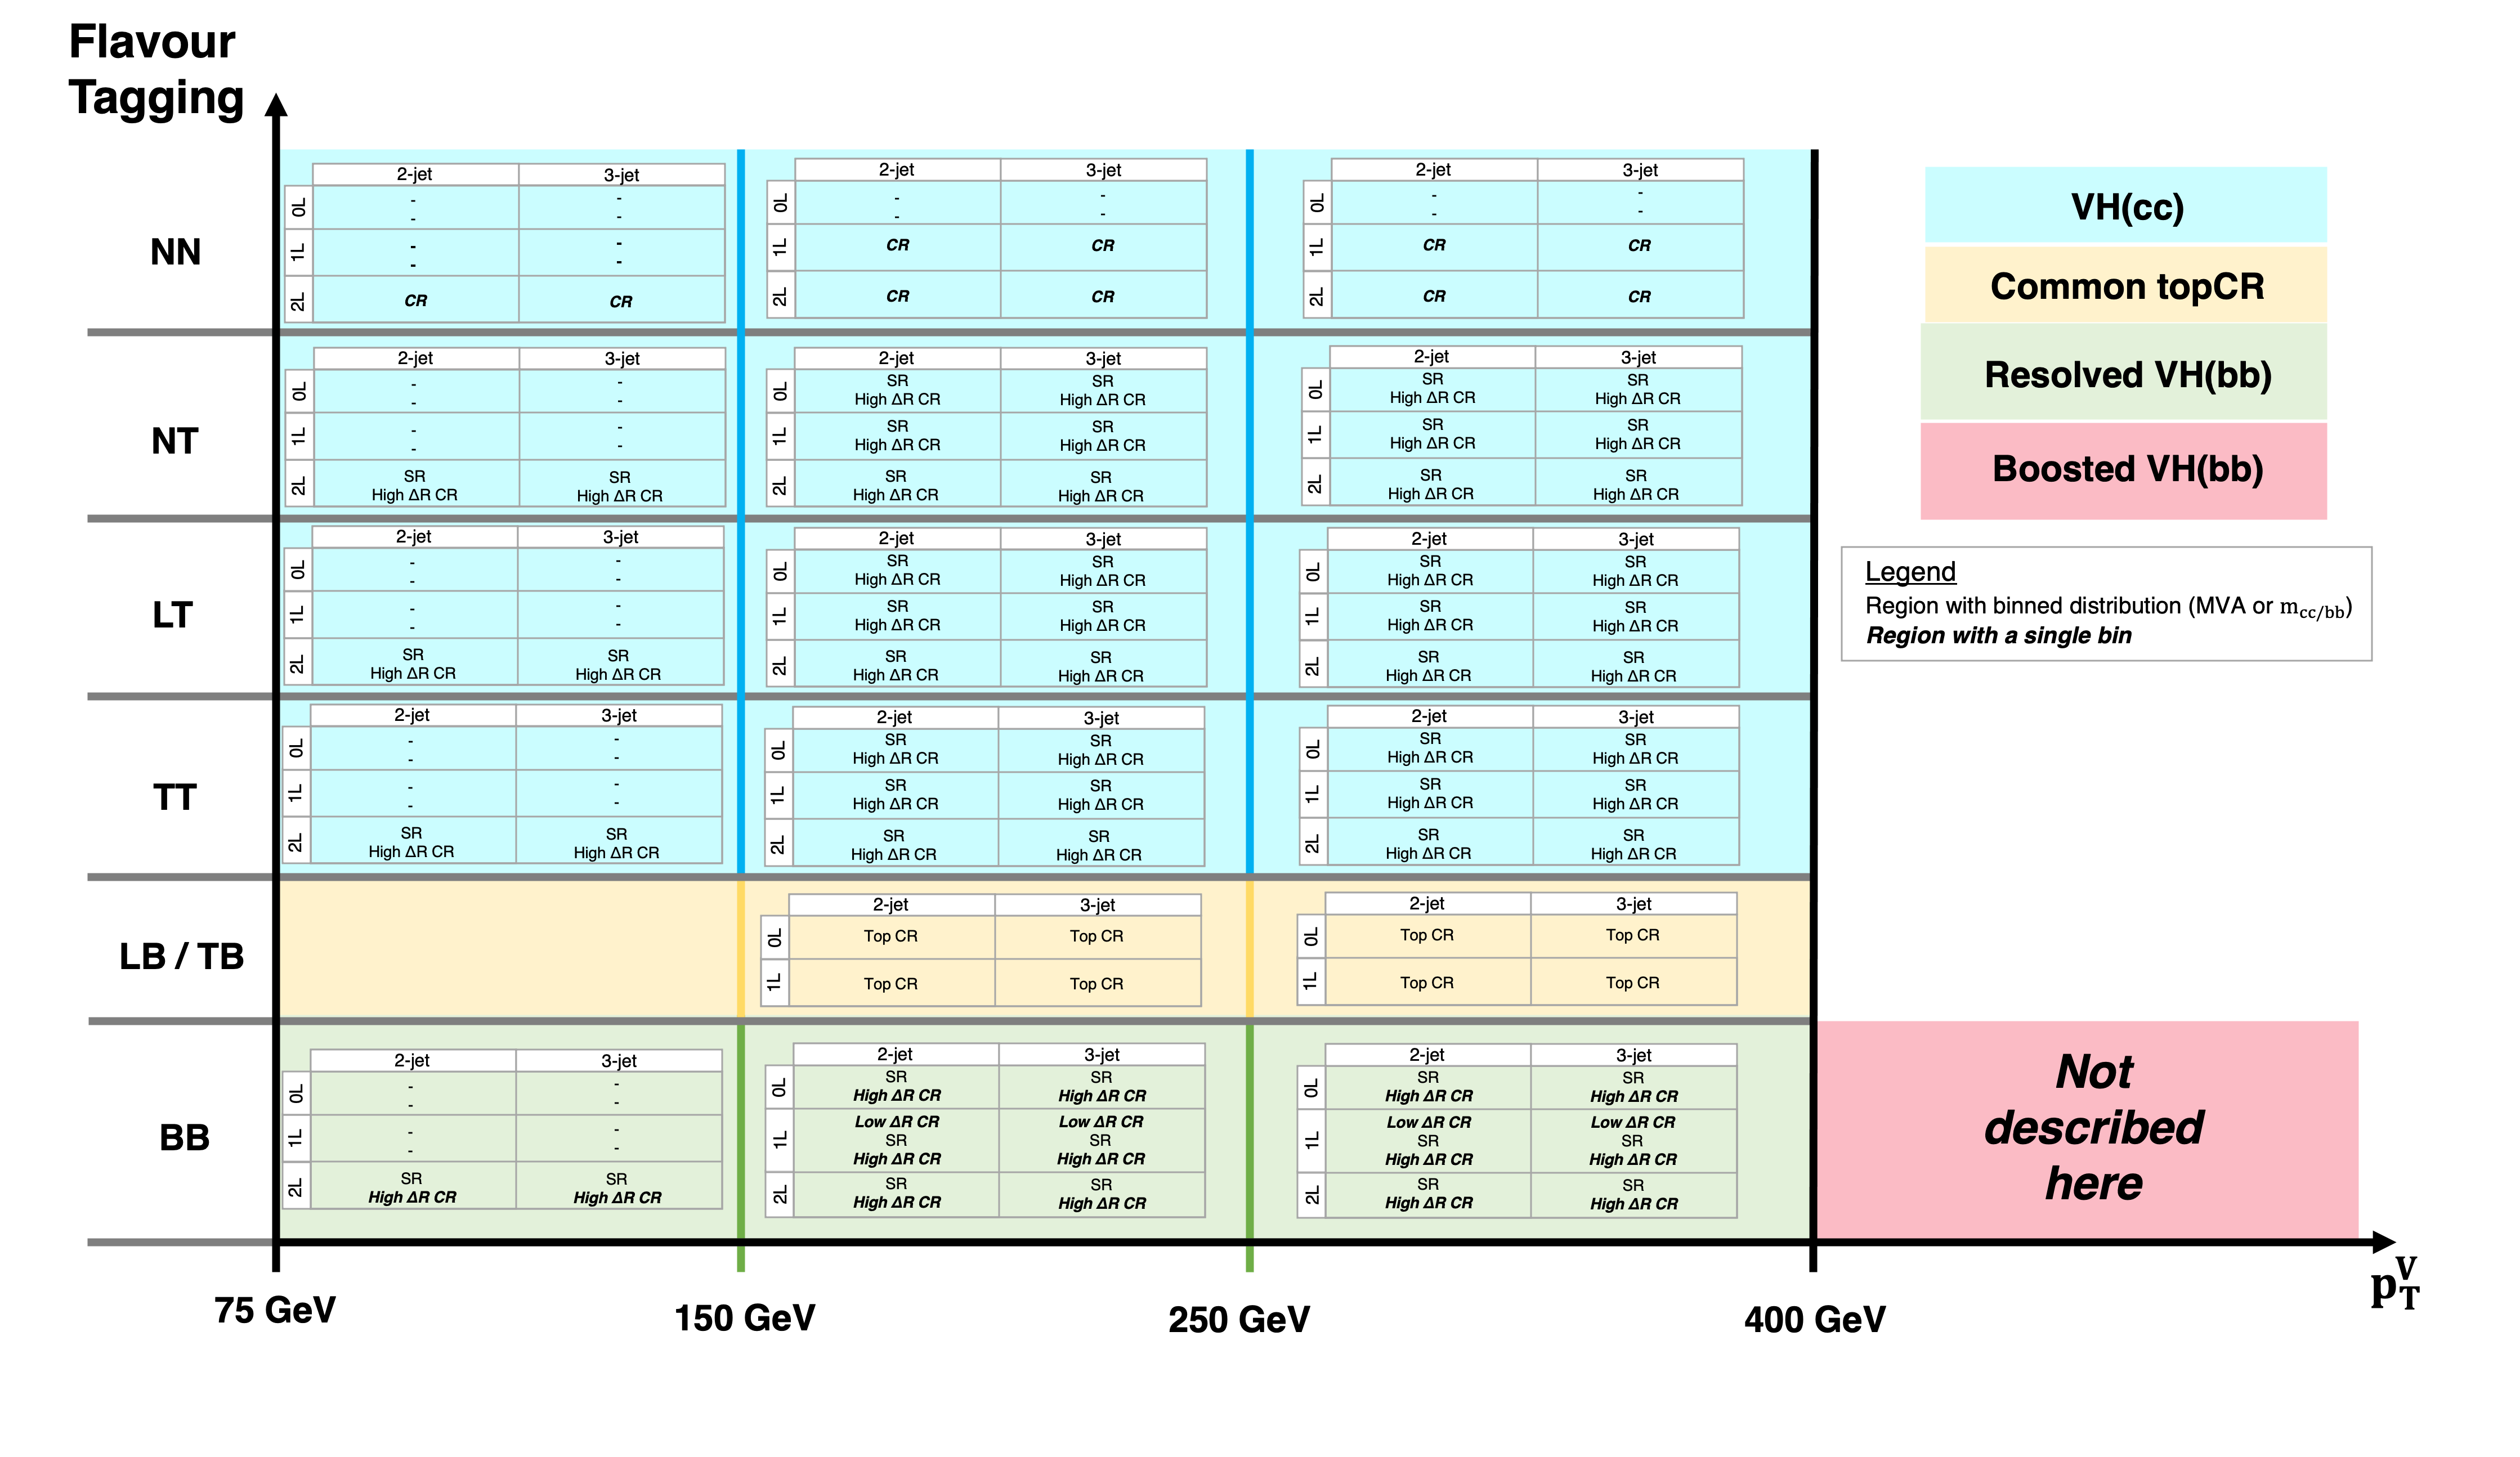 Flavour
Tagging
NN
2-jet 3-jet
0L - -
- -
1L - -
- -
2L CR CR
2-jet 3-jet
0L - -
- -
1L CR CR
2L CR CR
2-jet 3-jet
0L - -
- -
1L CR CR
2L CR CR
NT
2-jet 3-jet
0L - -
- -
1L - -
- -
2L SR SR
High ΔR CR High ΔR CR
2-jet 3-jet
0L SR SR
High ΔR CR High ΔR CR
1L SR SR
High ΔR CR High ΔR CR
2L SR SR
High ΔR CR High ΔR CR
2-jet 3-jet
0L SR SR
High ΔR CR High ΔR CR
1L SR SR
High ΔR CR High ΔR CR
2L SR SR
High ΔR CR High ΔR CR
LT
2-jet 3-jet
0L - -
- -
1L - -
- -
2L SR SR
High ΔR CR High ΔR CR
2-jet 3-jet
0L SR SR
High ΔR CR High ΔR CR
1L SR SR
High ΔR CR High ΔR CR
2L SR SR
High ΔR CR High ΔR CR
2-jet 3-jet
0L SR SR
High ΔR CR High ΔR CR
1L SR SR
High ΔR CR High ΔR CR
2L SR SR
High ΔR CR High ΔR CR
TT
2-jet 3-jet
0L - -
- -
1L - -
- -
2L SR SR
High ΔR CR High ΔR CR
2-jet 3-jet
0L SR SR
High ΔR CR High ΔR CR
1L SR SR
High ΔR CR High ΔR CR
2L SR SR
High ΔR CR High ΔR CR
2-jet 3-jet
0L SR SR
High ΔR CR High ΔR CR
1L SR SR
High ΔR CR High ΔR CR
2L SR SR
High ΔR CR High ΔR CR
LB / TB
2-jet 3-jet
0L Top CR Top CR
1L Top CR Top CR
2-jet 3-jet
0L Top CR Top CR
1L Top CR Top CR
BB
2-jet 3-jet
0L - -
- -
1L - -
- -
2L SR SR
High ΔR CR High ΔR CR
2-jet 3-jet
0L SR SR
High ΔR CR High ΔR CR
1L Low ΔR CR Low ΔR CR
SR SR
High ΔR CR High ΔR CR
2L SR SR
High ΔR CR High ΔR CR
2-jet 3-jet
0L SR SR
High ΔR CR High ΔR CR
1L Low ΔR CR Low ΔR CR
SR SR
High ΔR CR High ΔR CR
2L SR SR
High ΔR CR High ΔR CR
Not
described
here
75 GeV 150 GeV 250 GeV 400 GeV
p_T^V
VH(cc)
Common topCR
Resolved VH(bb)
Boosted VH(bb)
Legend
Region with binned distribution (MVA or m_cc/bb)
Region with a single bin